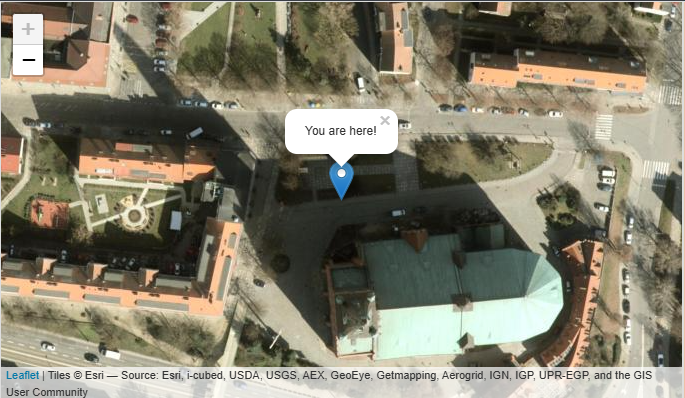 +
−
You are here!
×
Leaflet | Tiles © Esri — Source: Esri, i-cubed, USDA, USGS, AEX, GeoEye, Getmapping, Aerogrid, IGN, IGP, UPR-EGP, and the GIS
User Community